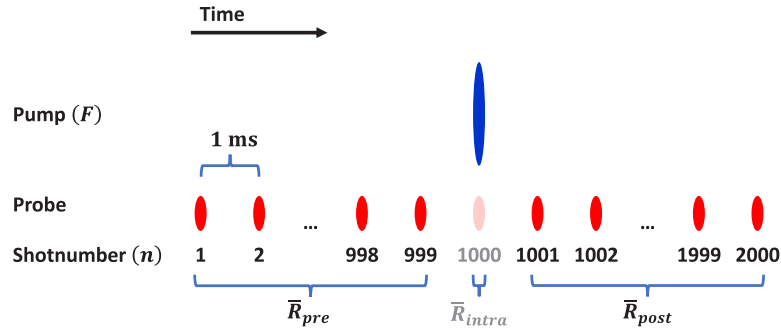 Time
Pump (F)
1 ms
Probe
... ...
Shotnumber (n) 1 2 998 999 1000 1001 1002 1999 2000
R̅pre R̅intra R̅post